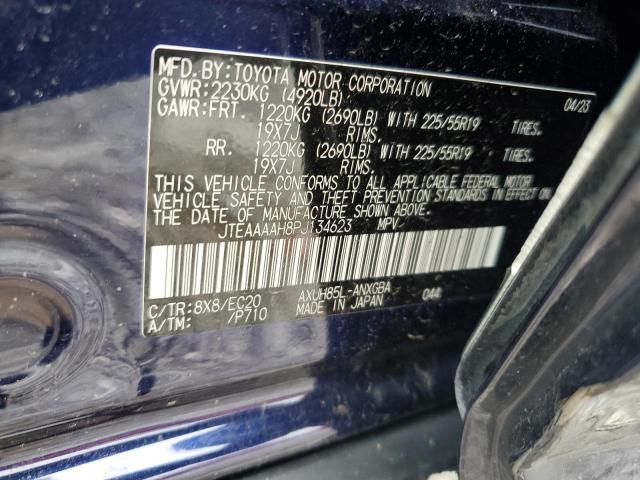 MFD. BY: TOYOTA MOTOR CORPORATION 04/23
GVWR: 2230KG (4920LB)
GAWR: FRT. 1220KG (2690LB) WITH 225/55R19 TIRES.
19X7J RIMS.
RR. 1220KG (2690LB) WITH 225/55R19 TIRES.
19X7J RIMS.
THIS VEHICLE CONFORMS TO ALL APPLICABLE FEDERAL MOTOR
VEHICLE SAFETY AND THEFT PREVENTION STANDARDS IN EFFECT ON
THE DATE OF MANUFACTURE SHOWN ABOVE.
JTEAAAAH8PJ134623 MPV
C/TR: 8X8/EC20 AXUH85L-ANXGBA 044
A/TM: /P710 MADE IN JAPAN